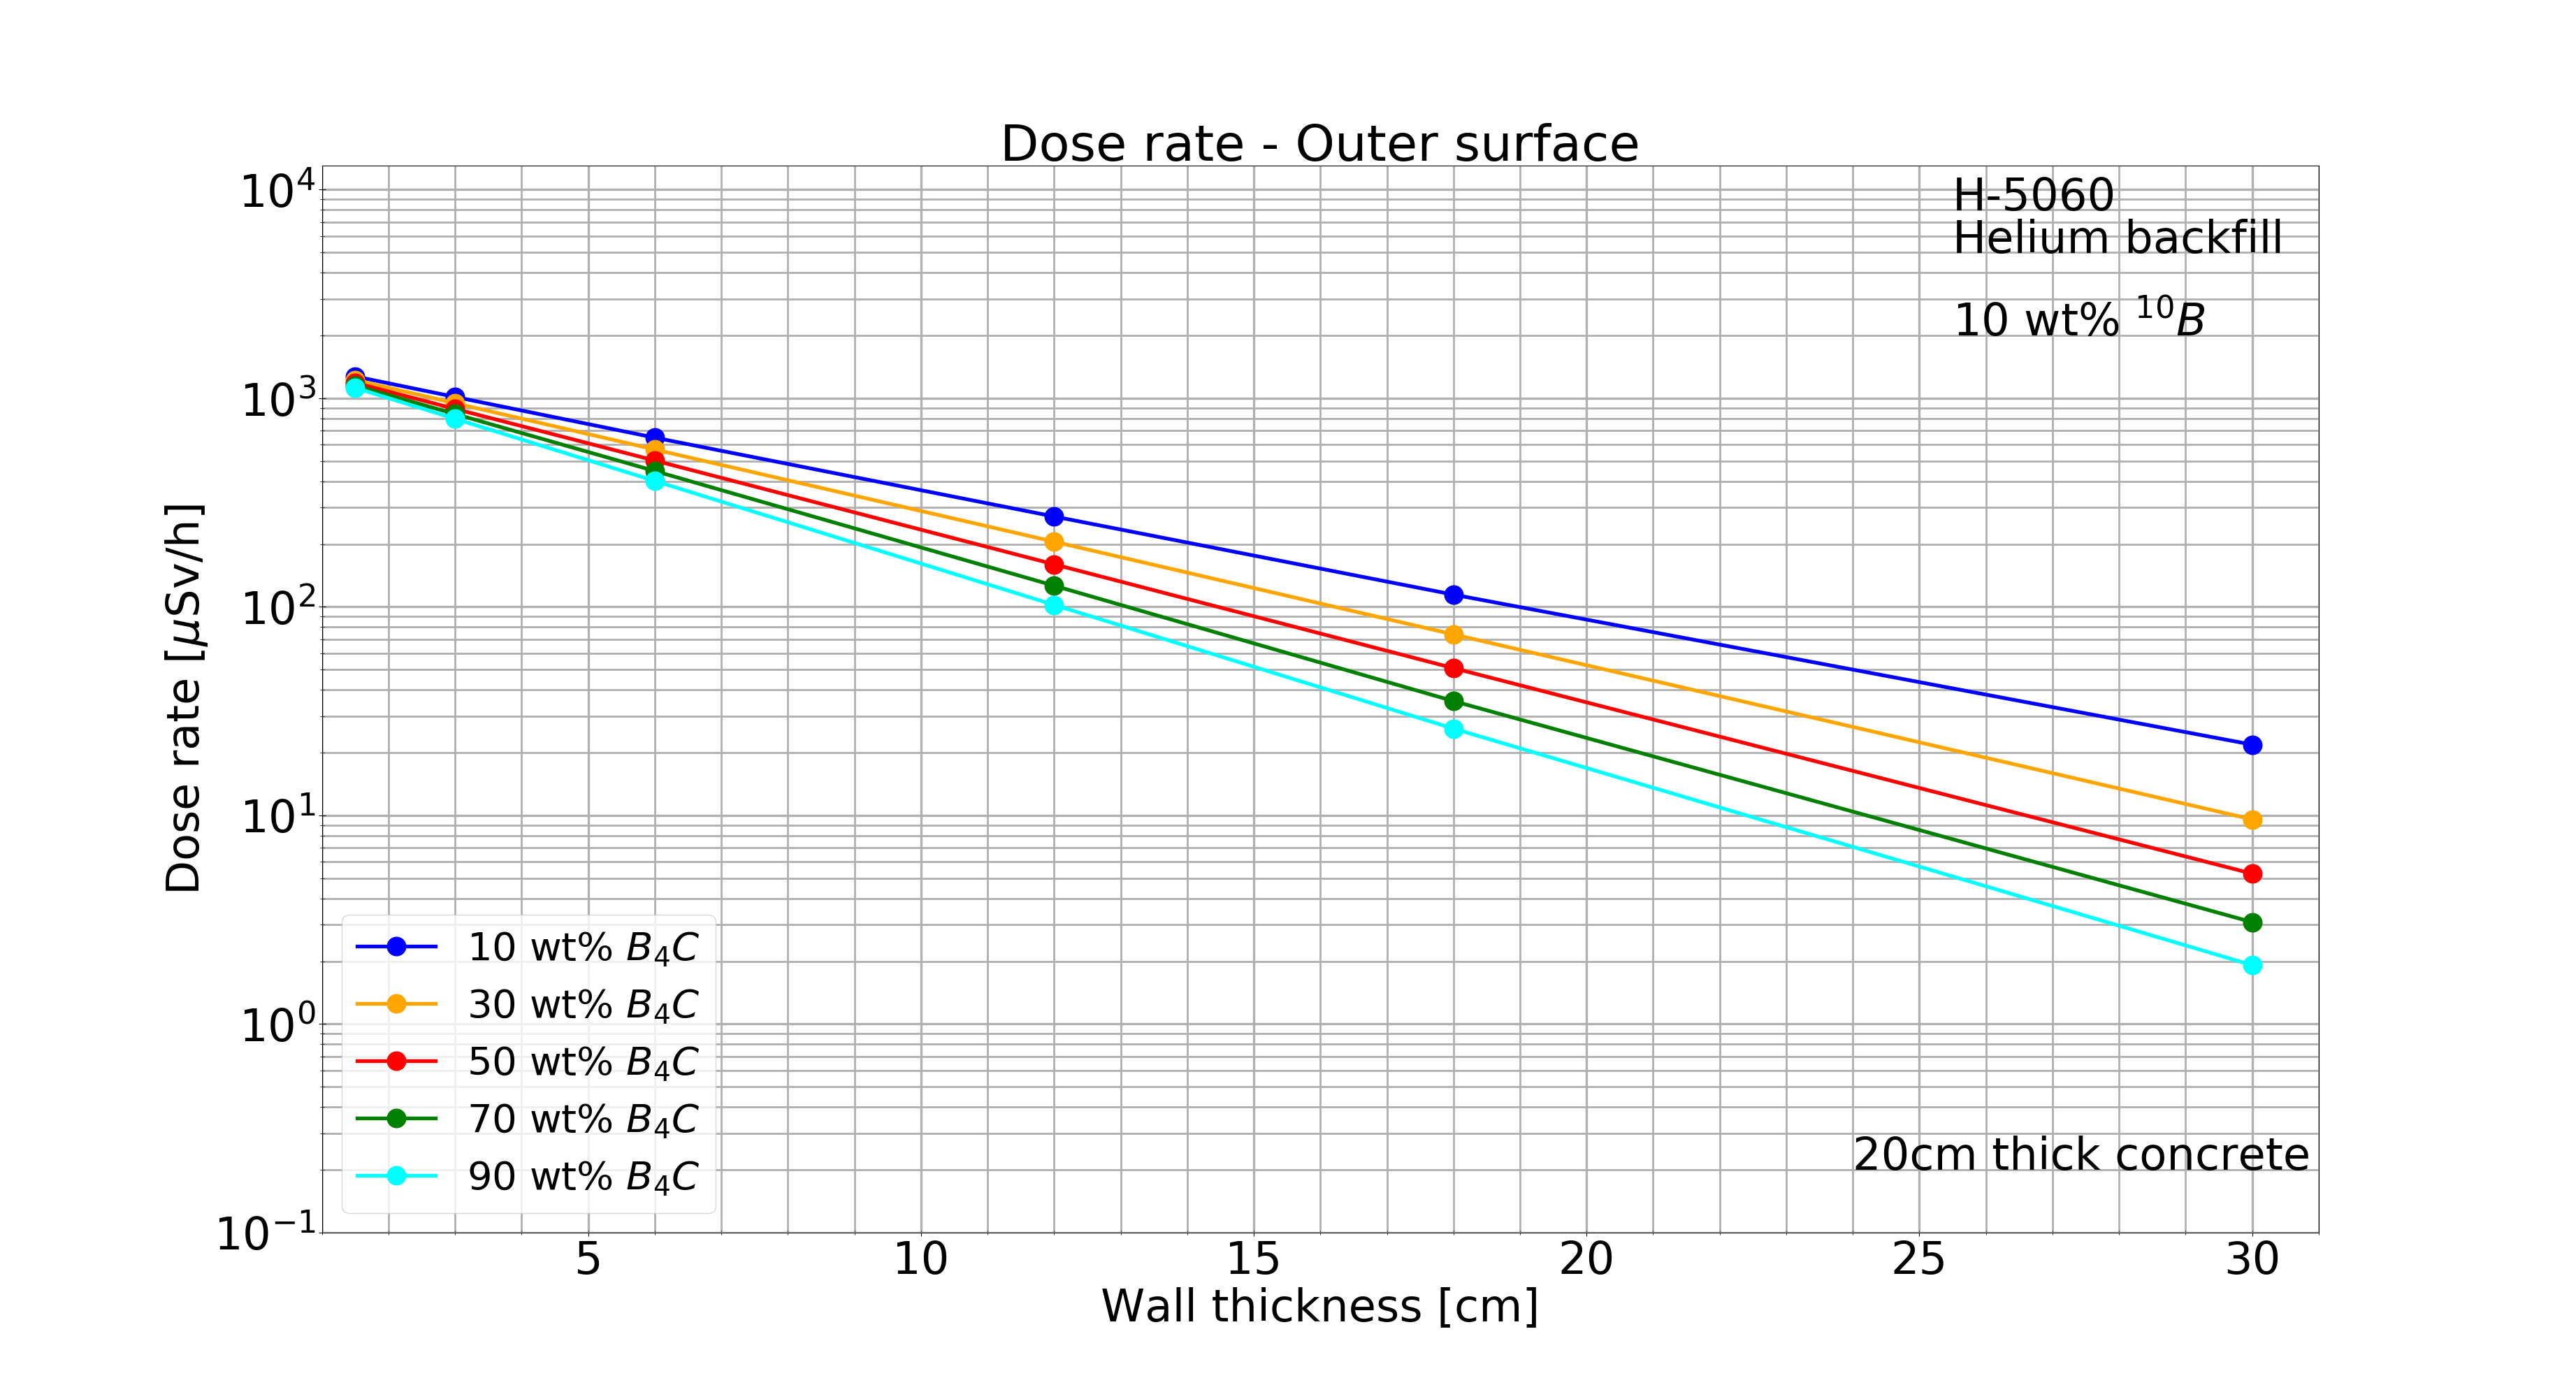 Dose rate - Outer surface
H-5060
Helium backfill
10 wt% ¹⁰B
Dose rate [μSv/h]
10⁴
10³
10²
10¹
10⁰
10⁻¹
10 wt% B₄C
30 wt% B₄C
50 wt% B₄C
70 wt% B₄C
90 wt% B₄C
20cm thick concrete
5 10 15 20 25 30
Wall thickness [cm]